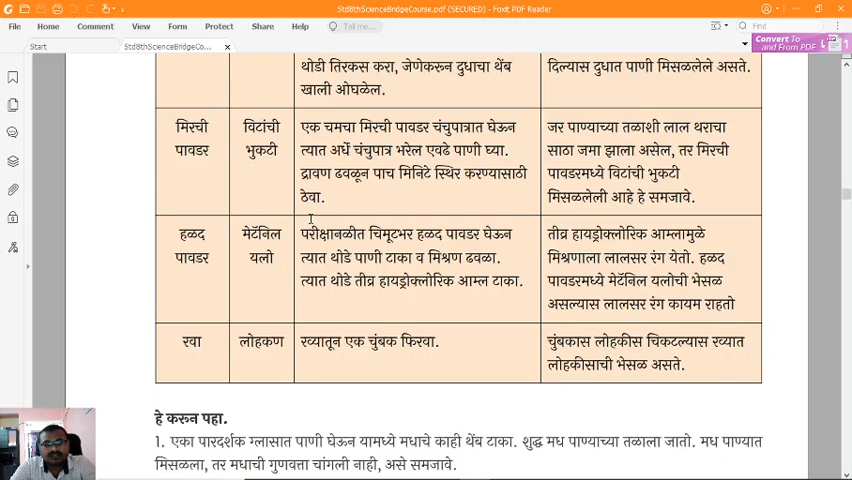 Std8thScienceBridgeCourse.pdf [SECURED] - Foxit PDF Reader
File Home Comment View Form Protect Share Help Tell me... Find
Start Std8thScienceBridgeCo...
Convert To
and From PDF
थोडी तिरकस करा, जेणेकरून दुधाचा थेंब
खाली ओघळेल.
दिल्यास दुधात पाणी मिसळलेले असते.
मिरची
पावडर
विटांची
भुकटी
एक चमचा मिरची पावडर चंचुपात्रात घेऊन
त्यात अर्धे चंचुपात्र भरेल एवढे पाणी घ्या.
द्रावण ढवळून पाच मिनिटे स्थिर करण्यासाठी
ठेवा.
जर पाण्याच्या तळाशी लाल थराचा
साठा जमा झाला असेल, तर मिरची
पावडरमध्ये विटांची भुकटी
मिसळलेली आहे हे समजावे.
हळद
पावडर
मेटॅनिल
यलो
परीक्षानळीत चिमूटभर हळद पावडर घेऊन
त्यात थोडे पाणी टाका व मिश्रण ढवळा.
त्यात थोडे तीव्र हायड्रोक्लोरिक आम्ल टाका.
तीव्र हायड्रोक्लोरिक आम्लामुळे
मिश्रणाला लालसर रंग येतो. हळद
पावडरमध्ये मेटॅनिल यलोची भेसळ
असल्यास लालसर रंग कायम राहतो
रवा
लोहकण
रव्यातून एक चुंबक फिरवा.
चुंबकास लोहकीस चिकटल्यास रव्यात
लोहकीसाची भेसळ असते.
हे करून पहा.
1. एका पारदर्शक ग्लासात पाणी घेऊन यामध्ये मधाचे काही थेंब टाका. शुद्ध मध पाण्याच्या तळाला जातो. मध पाण्यात
मिसळला, तर मधाची गुणवत्ता चांगली नाही, असे समजावे.